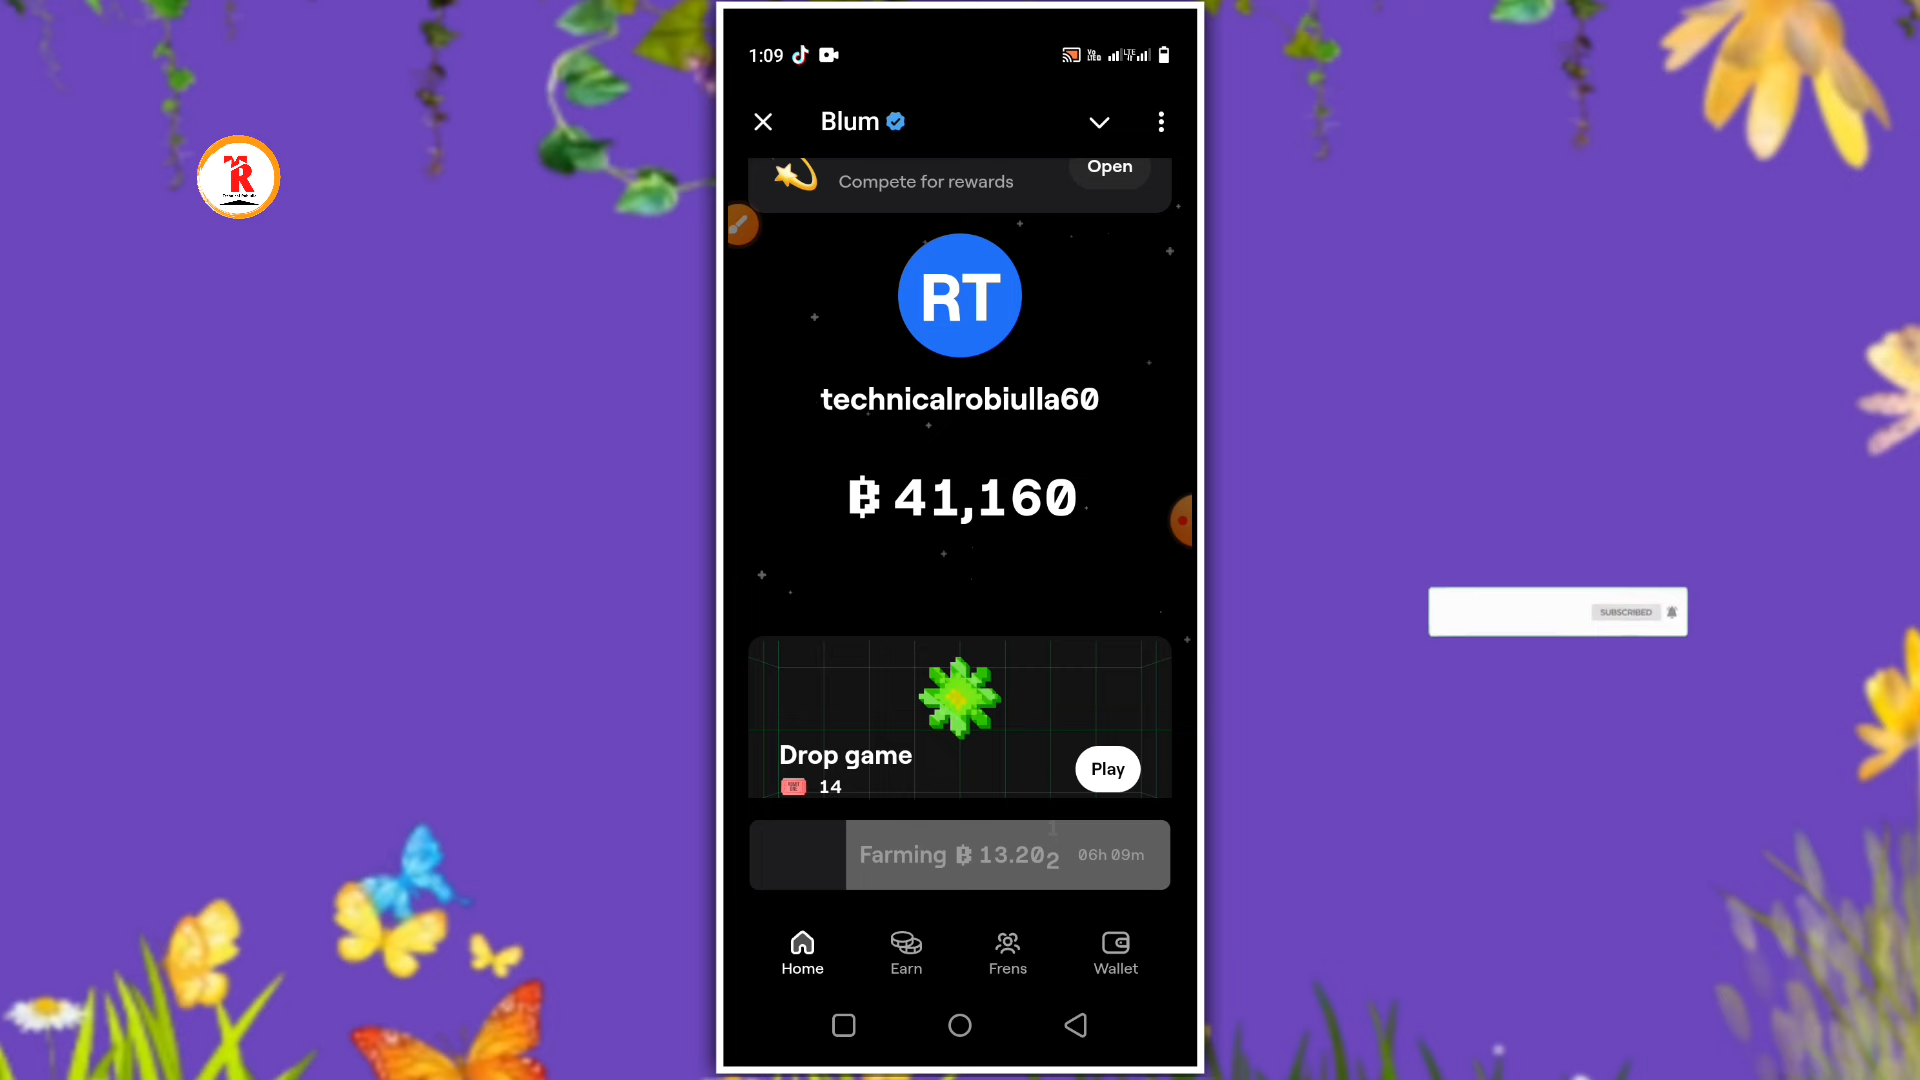 1:09
Blum
Open
Compete for rewards
RT
technicalrobiulla60
41,160
Drop game
14
Play
Farming 13.20 06h 09m
Home
Earn
Frens
Wallet
SUBSCRIBED
R